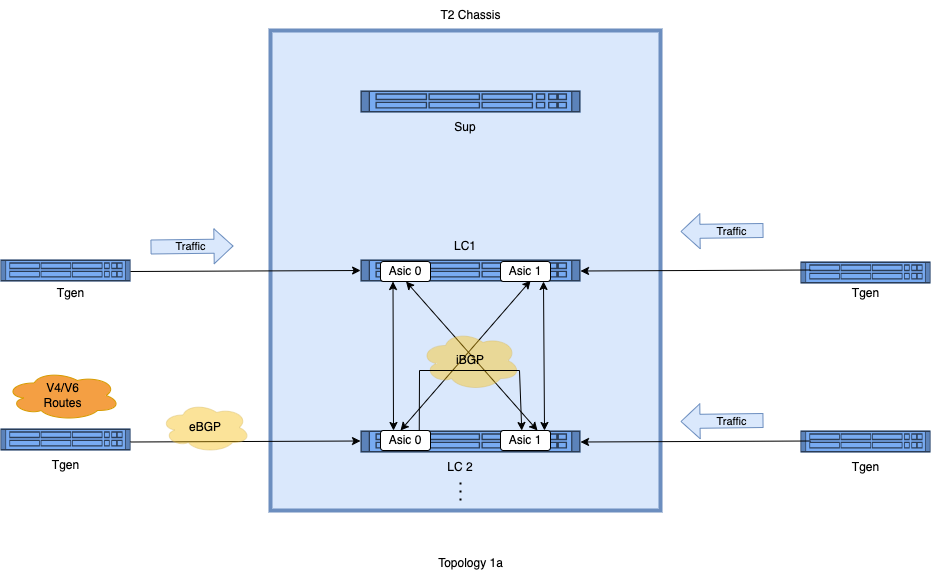 T2 Chassis
Sup
Traffic
Traffic
LC1
Asic 0
Asic 1
Tgen
Tgen
iBGP
V4/V6
Routes
eBGP
Traffic
Asic 0
Asic 1
Tgen
LC 2
Tgen
Topology 1a